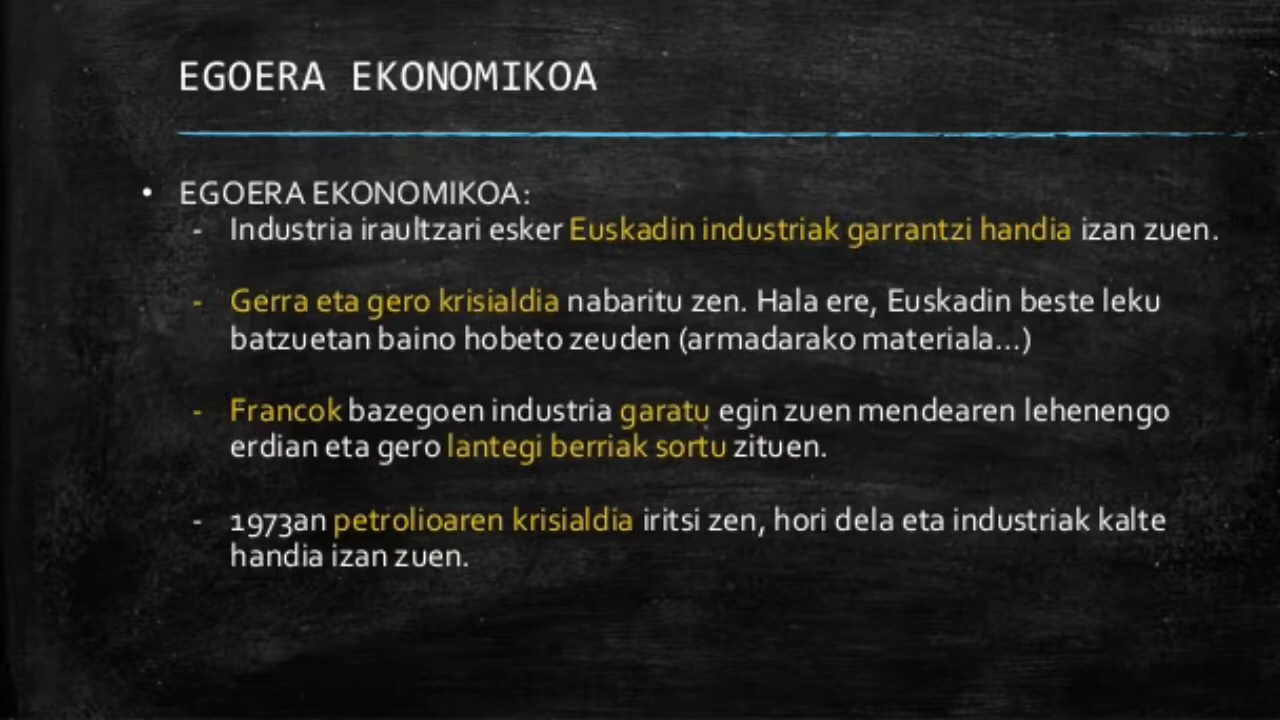 EGOERA EKONOMIKOA
• EGOERA EKONOMIKOA:
- Industria iraultzari esker Euskadin industriak garrantzi handia izan zuen.
- Gerra eta gero krisialdia nabaritu zen. Hala ere, Euskadin beste leku
batzuetan baino hobeto zeuden (armadarako materiala...)
- Francok bazegoen industria garatu egin zuen mendearen lehenengo
erdian eta gero lantegi berriak sortu zituen.
- 1973an petrolioaren krisialdia iritsi zen, hori dela eta industriak kalte
handia izan zuen.